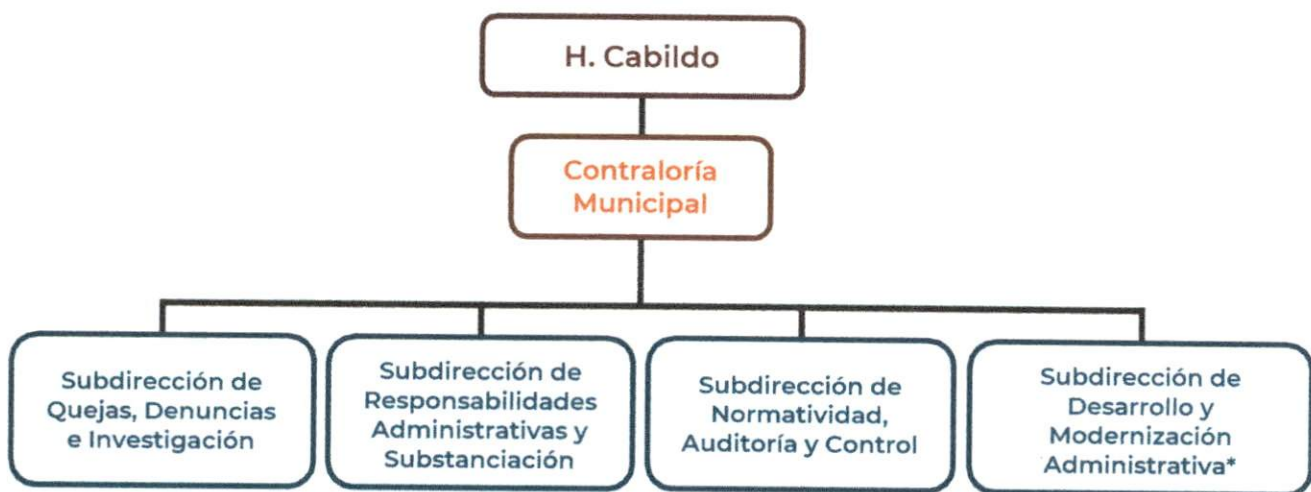 H. Cabildo
Contraloría
Municipal
Subdirección de
Quejas, Denuncias
e Investigación
Subdirección de
Responsabilidades
Administrativas y
Substanciación
Subdirección de
Normatividad,
Auditoría y Control
Subdirección de
Desarrollo y
Modernización
Administrativa*